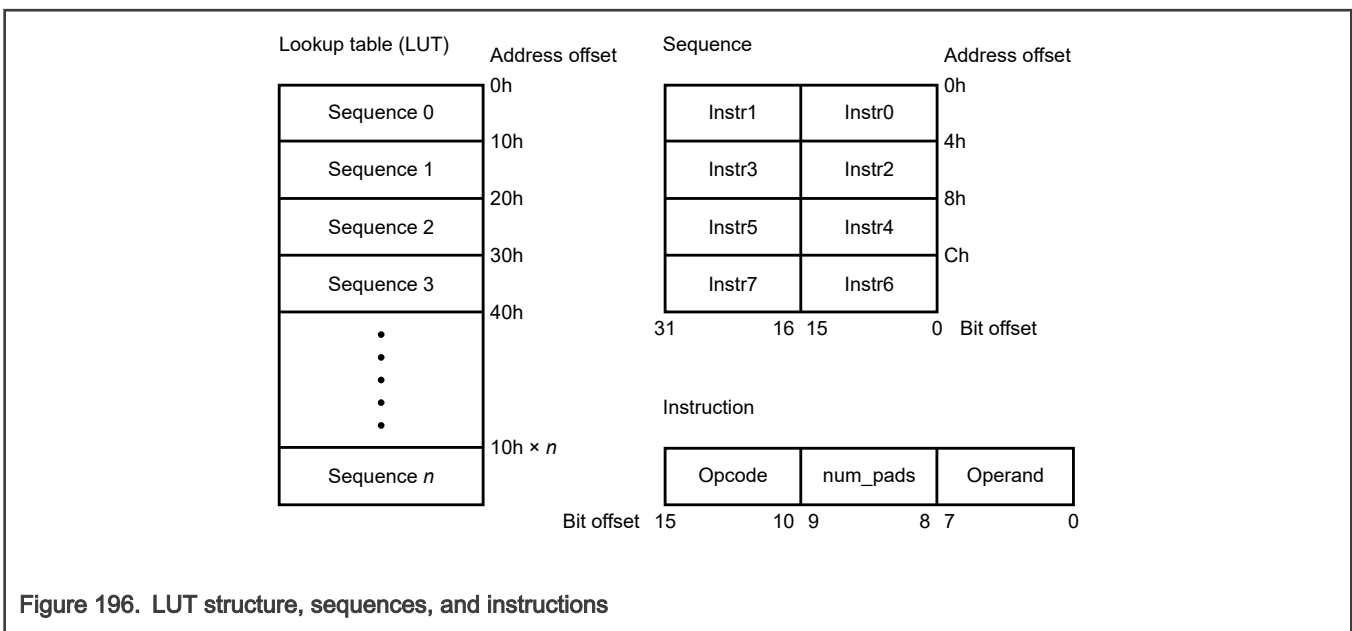 Lookup table (LUT)
Address offset
0h
Sequence 0
10h
Sequence 1
20h
Sequence 2
30h
Sequence 3
40h
10h × n
Sequence n
Sequence
Address offset
0h
Instr1 Instr0
4h
Instr3 Instr2
8h
Instr5 Instr4
Ch
Instr7 Instr6
31 16 15 0 Bit offset
Instruction
Opcode num_pads Operand
Bit offset 15 10 9 8 7 0
Figure 196. LUT structure, sequences, and instructions